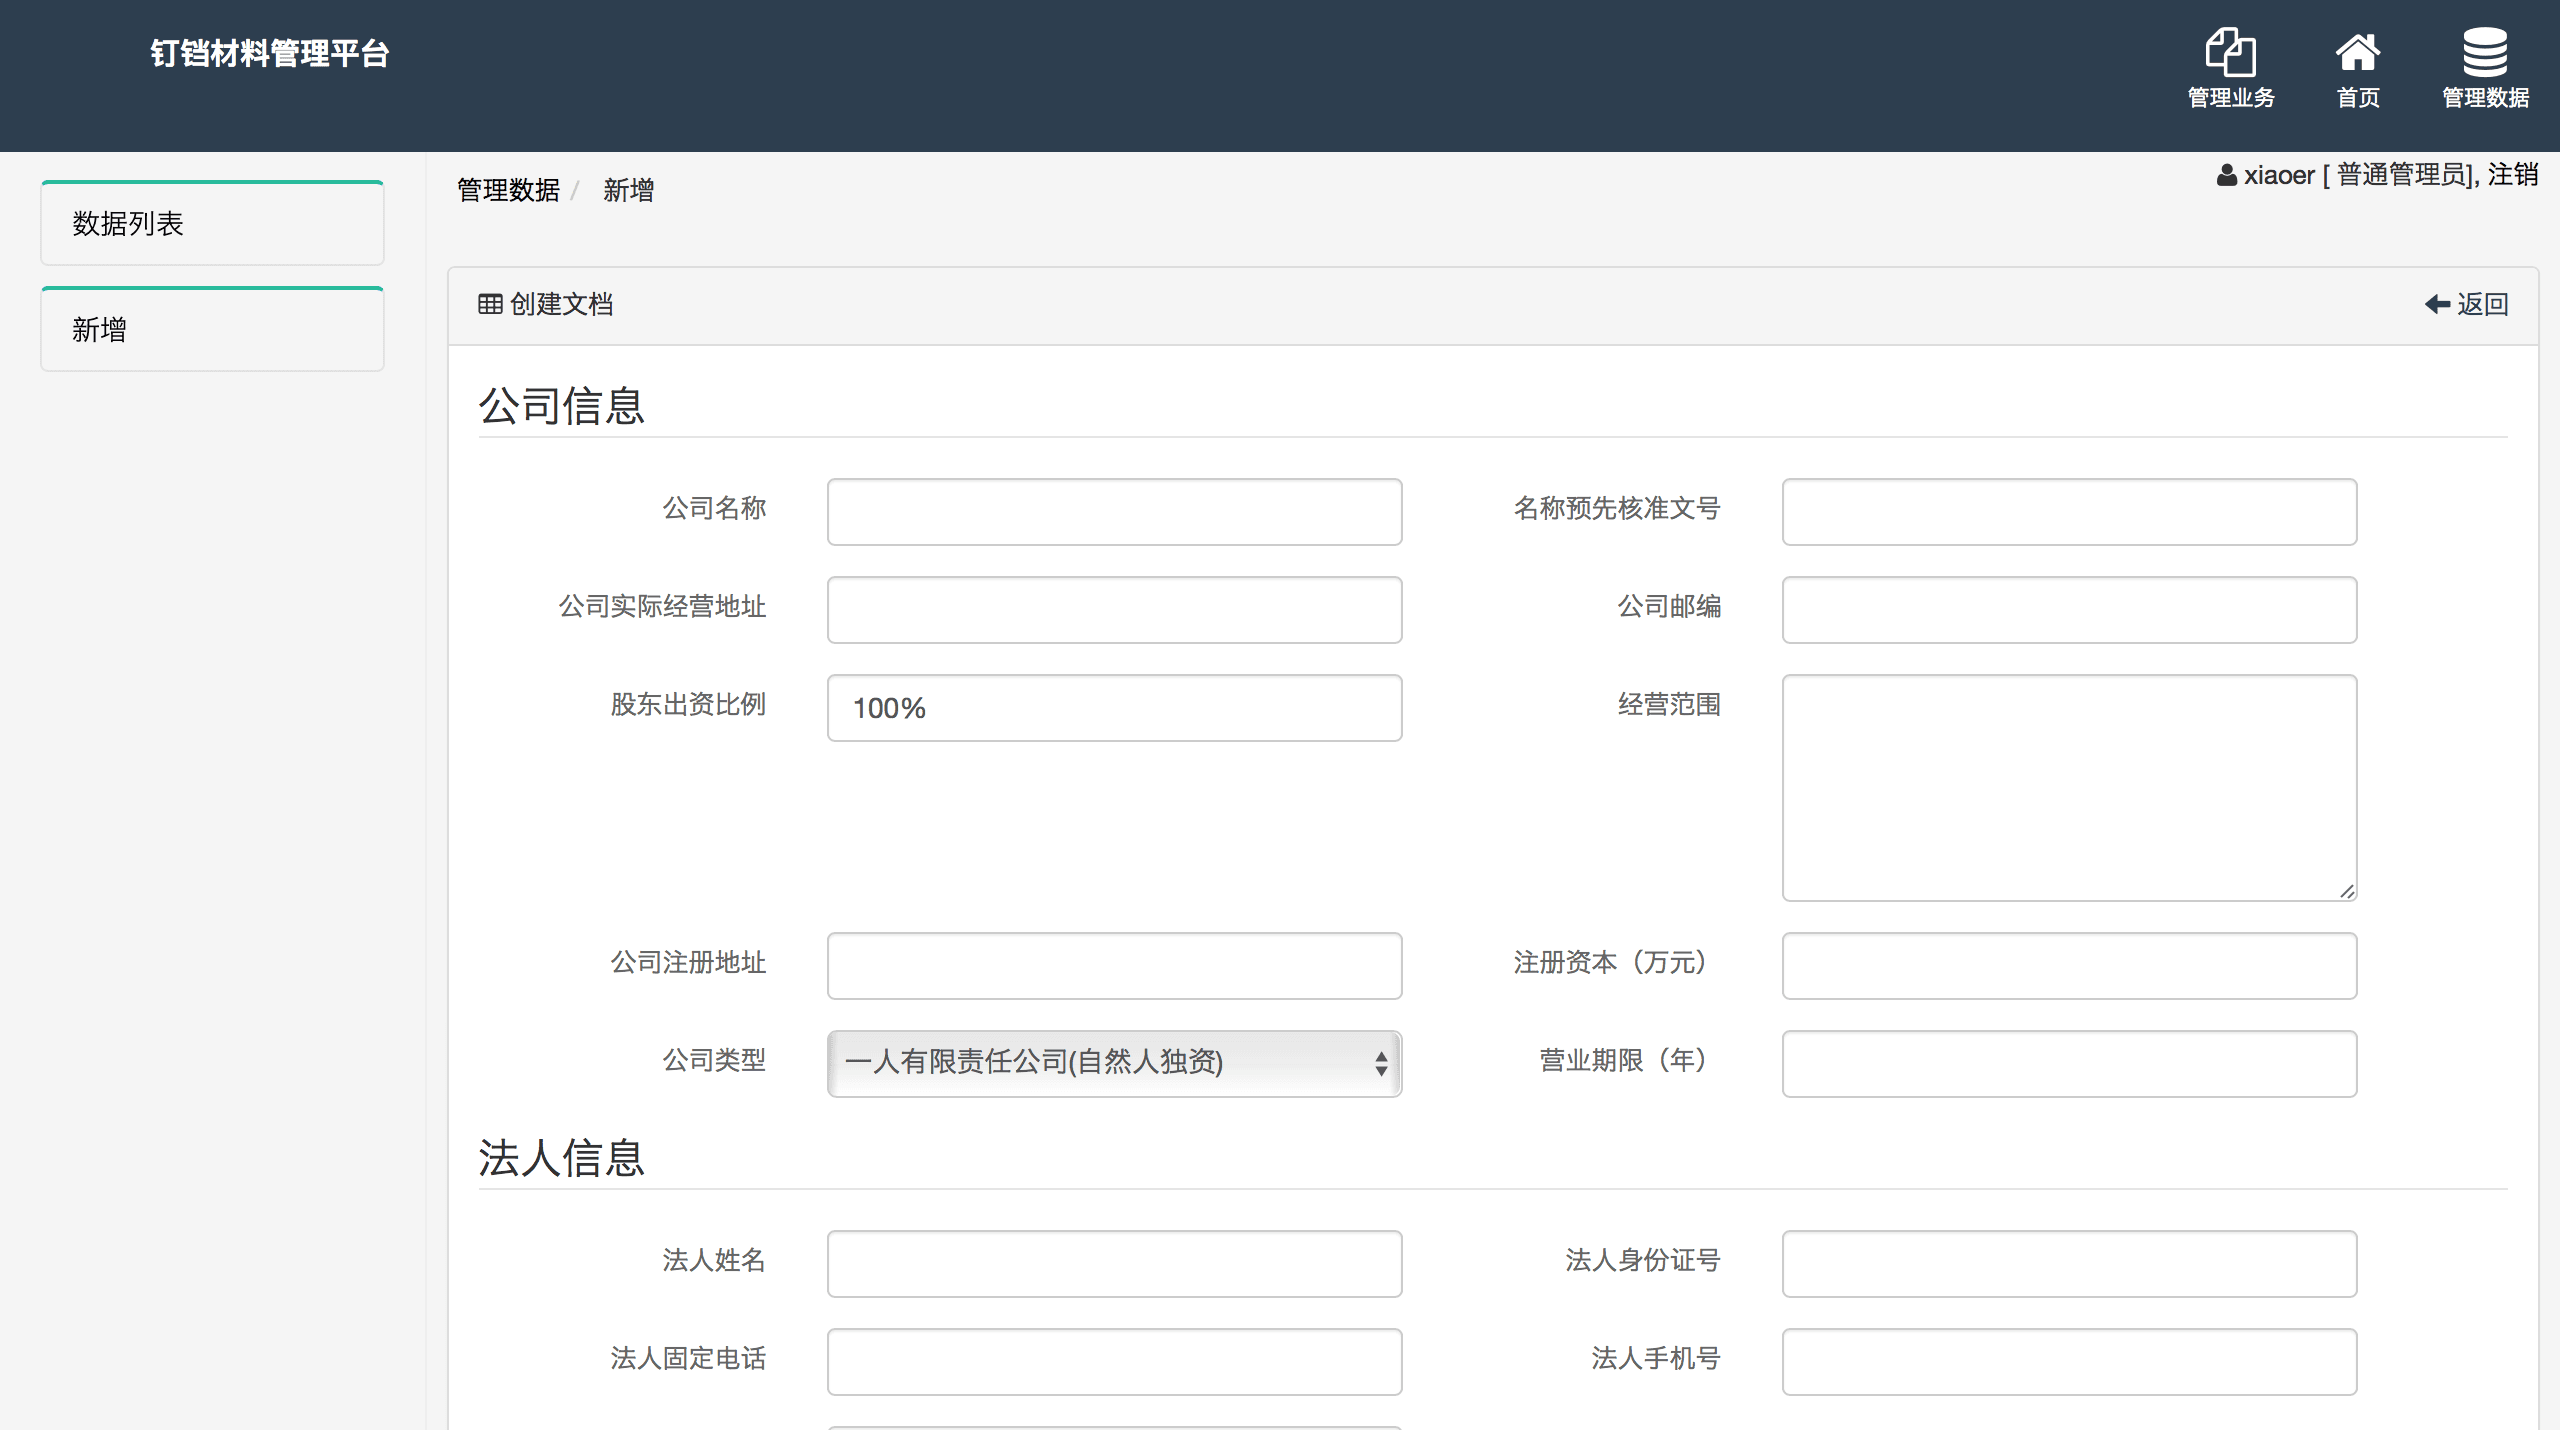 钉铛材料管理平台
管理业务
首页
管理数据
xiaoer [ 普通管理员], 注销
数据列表
新增
管理数据 / 新增
创建文档
返回
公司信息
公司名称
名称预先核准文号
公司实际经营地址
公司邮编
股东出资比例
100%
经营范围
公司注册地址
注册资本（万元）
公司类型
一人有限责任公司(自然人独资)
营业期限（年）
法人信息
法人姓名
法人身份证号
法人固定电话
法人手机号